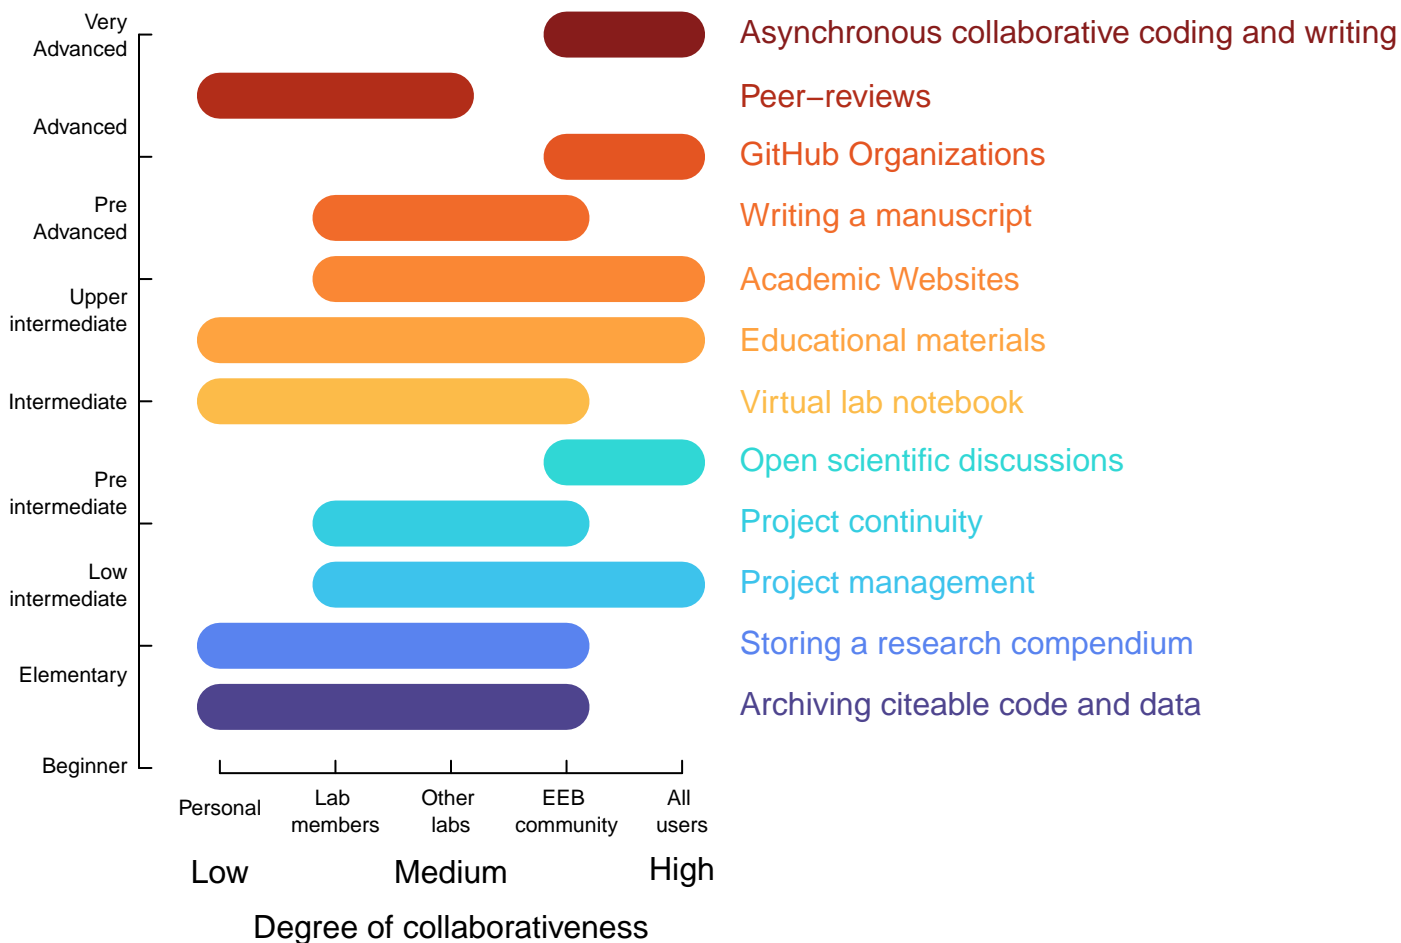 Very
Advanced
Asynchronous collaborative coding and writing
Peer−reviews
Advanced
GitHub Organizations
Pre
Advanced
Writing a manuscript
Academic Websites
Upper
intermediate
Educational materials
Intermediate
Virtual lab notebook
Open scientific discussions
Pre
intermediate
Project continuity
Low
intermediate
Project management
Storing a research compendium
Elementary
Archiving citeable code and data
Beginner
Personal
Lab
members
Other
labs
EEB
community
All
users
Low
Medium
High
Degree of collaborativeness